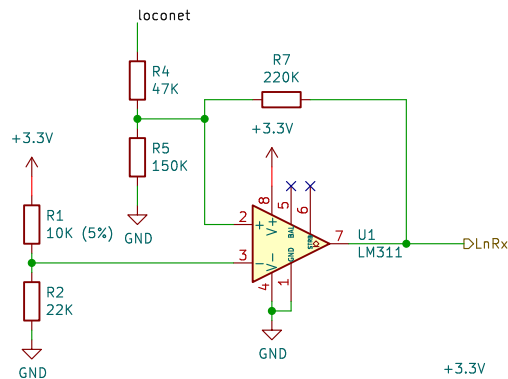 loconet
R4
47K
R7
220K
+3.3V
+3.3V
R5
150K
GND
R1
10K (5%)
R2
22K
GND
2
3
8
5
6
7
4
1
+
-
V+
V-
BAL
STRB
GND
U1
LM311
LnRx
GND
+3.3V